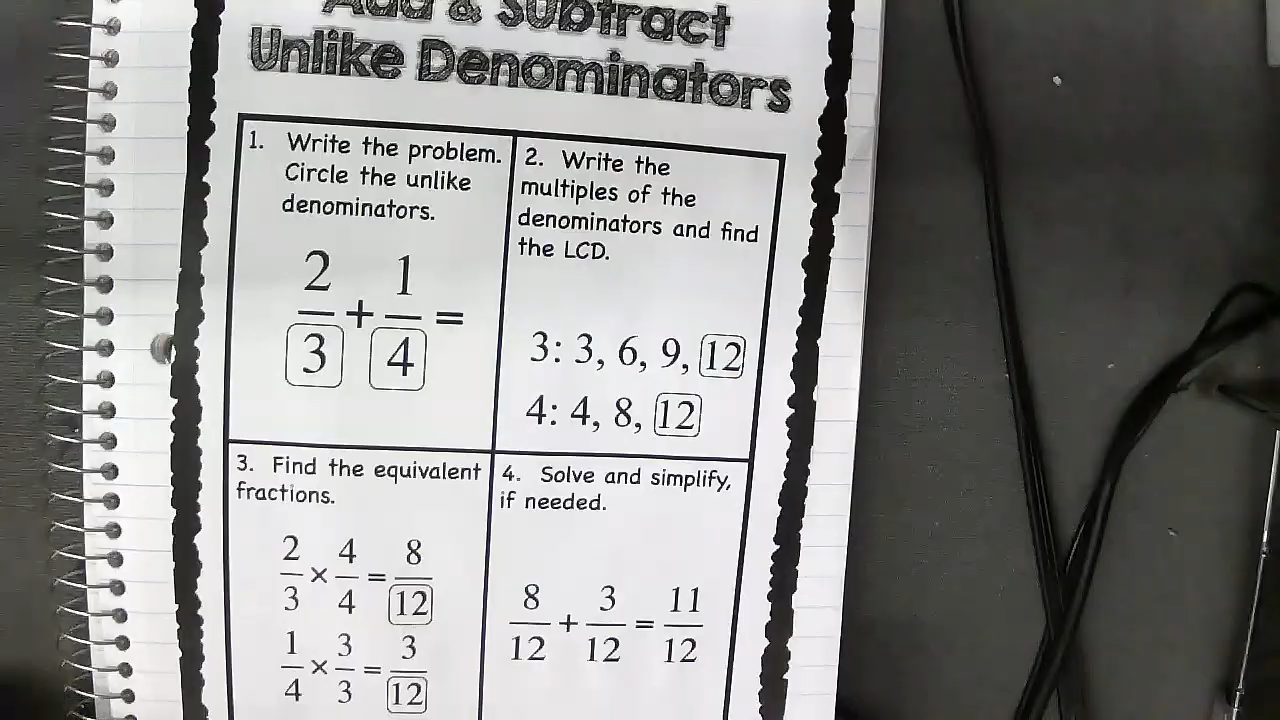 Add & Subtract
Unlike Denominators
1. Write the problem.
Circle the unlike
denominators.
2/3 + 1/4 =
2. Write the
multiples of the
denominators and find
the LCD.
3: 3, 6, 9, 12
4: 4, 8, 12
3. Find the equivalent
fractions.
2/3 × 4/4 = 8/12
1/4 × 3/3 = 3/12
4. Solve and simplify,
if needed.
8/12 + 3/12 = 11/12